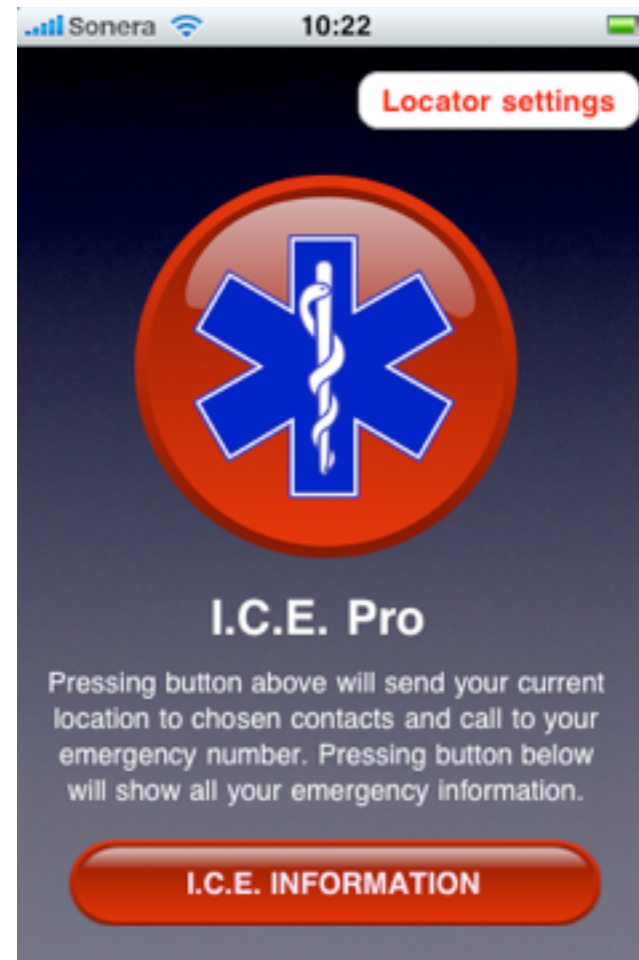 Sonera 10:22
Locator settings
I.C.E. Pro
Pressing button above will send your current
location to chosen contacts and call to your
emergency number. Pressing button below
will show all your emergency information.
I.C.E. INFORMATION